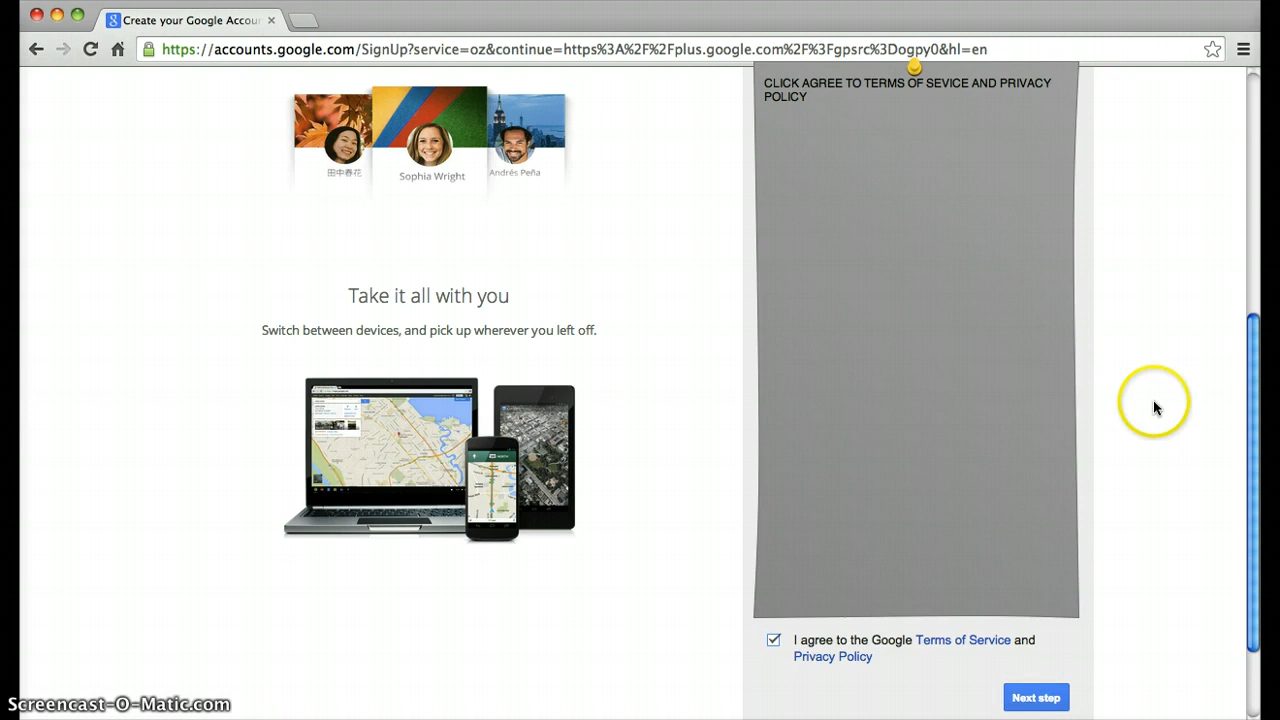 Create your Google Accou
https://accounts.google.com/SignUp?service=oz&continue=https%3A%2F%2Fplus.google.com%2F%3Fgpsrc%3Dogpy0&hl=en
CLICK AGREE TO TERMS OF SEVICE AND PRIVACY
POLICY
田中春花
Sophia Wright
Andrés Peña
Take it all with you
Switch between devices, and pick up wherever you left off.
I agree to the Google Terms of Service and
Privacy Policy
Next step
Screencast-O-Matic.com